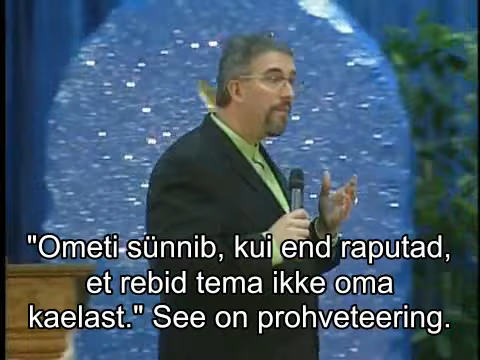 "Ometi sünnib, kui end raputad,
et rebid tema ikke oma
kaelast." See on prohveteering.